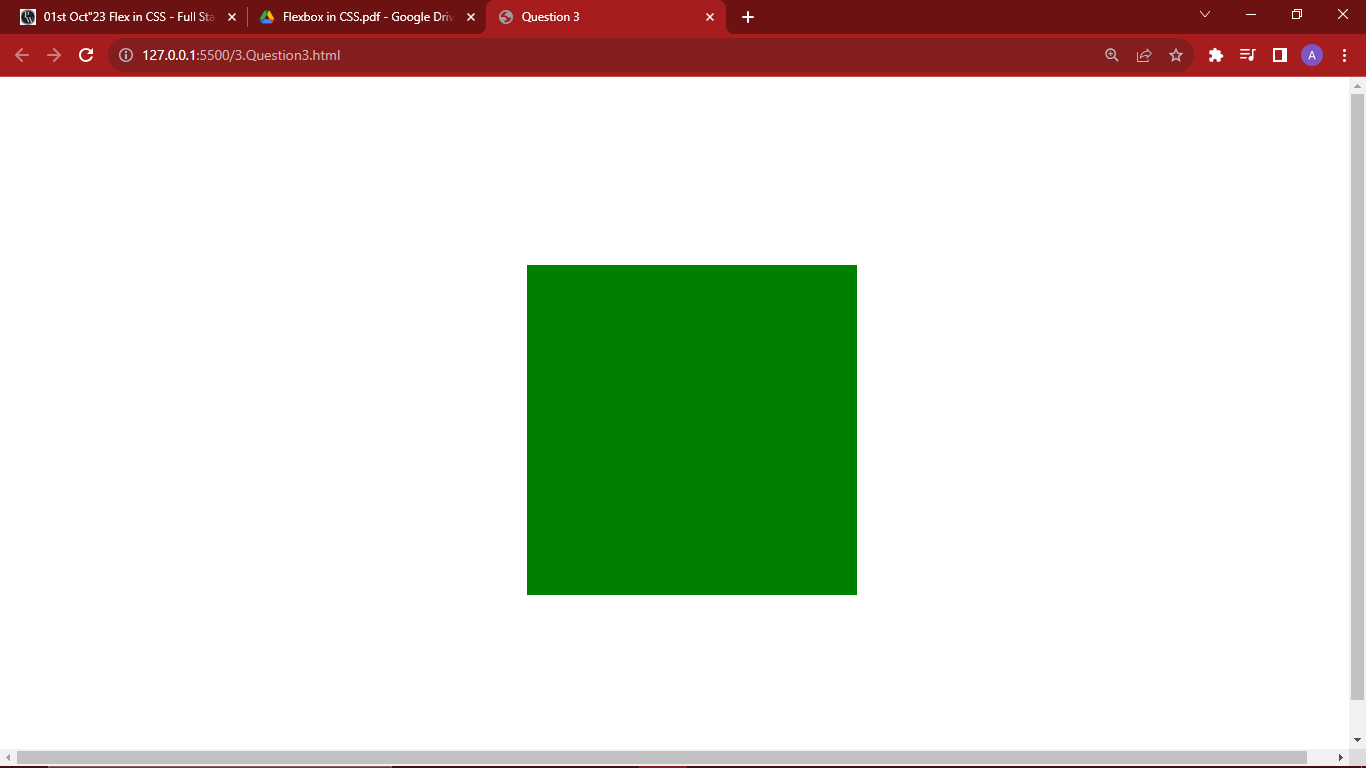 01st Oct"23 Flex in CSS - Full Sta
Flexbox in CSS.pdf - Google Driv
Question 3
127.0.0.1:5500/3.Question3.html
A